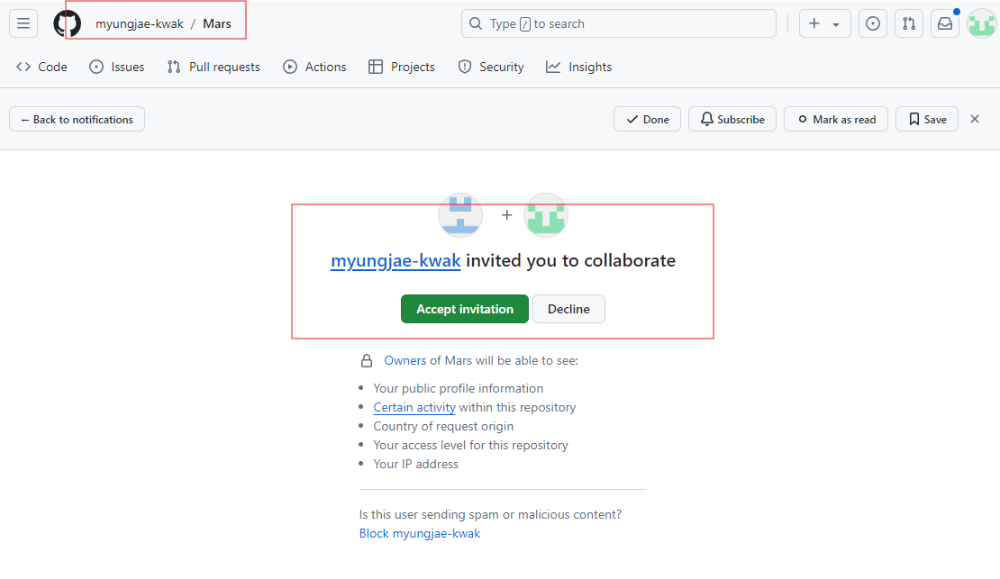 myungjae-kwak / Mars
Type / to search
Code Issues Pull requests Actions Projects Security Insights
← Back to notifications Done Subscribe Mark as read Save
myungjae-kwak invited you to collaborate
Accept invitation Decline
Owners of Mars will be able to see:
• Your public profile information
• Certain activity within this repository
• Country of request origin
• Your access level for this repository
• Your IP address
Is this user sending spam or malicious content?
Block myungjae-kwak